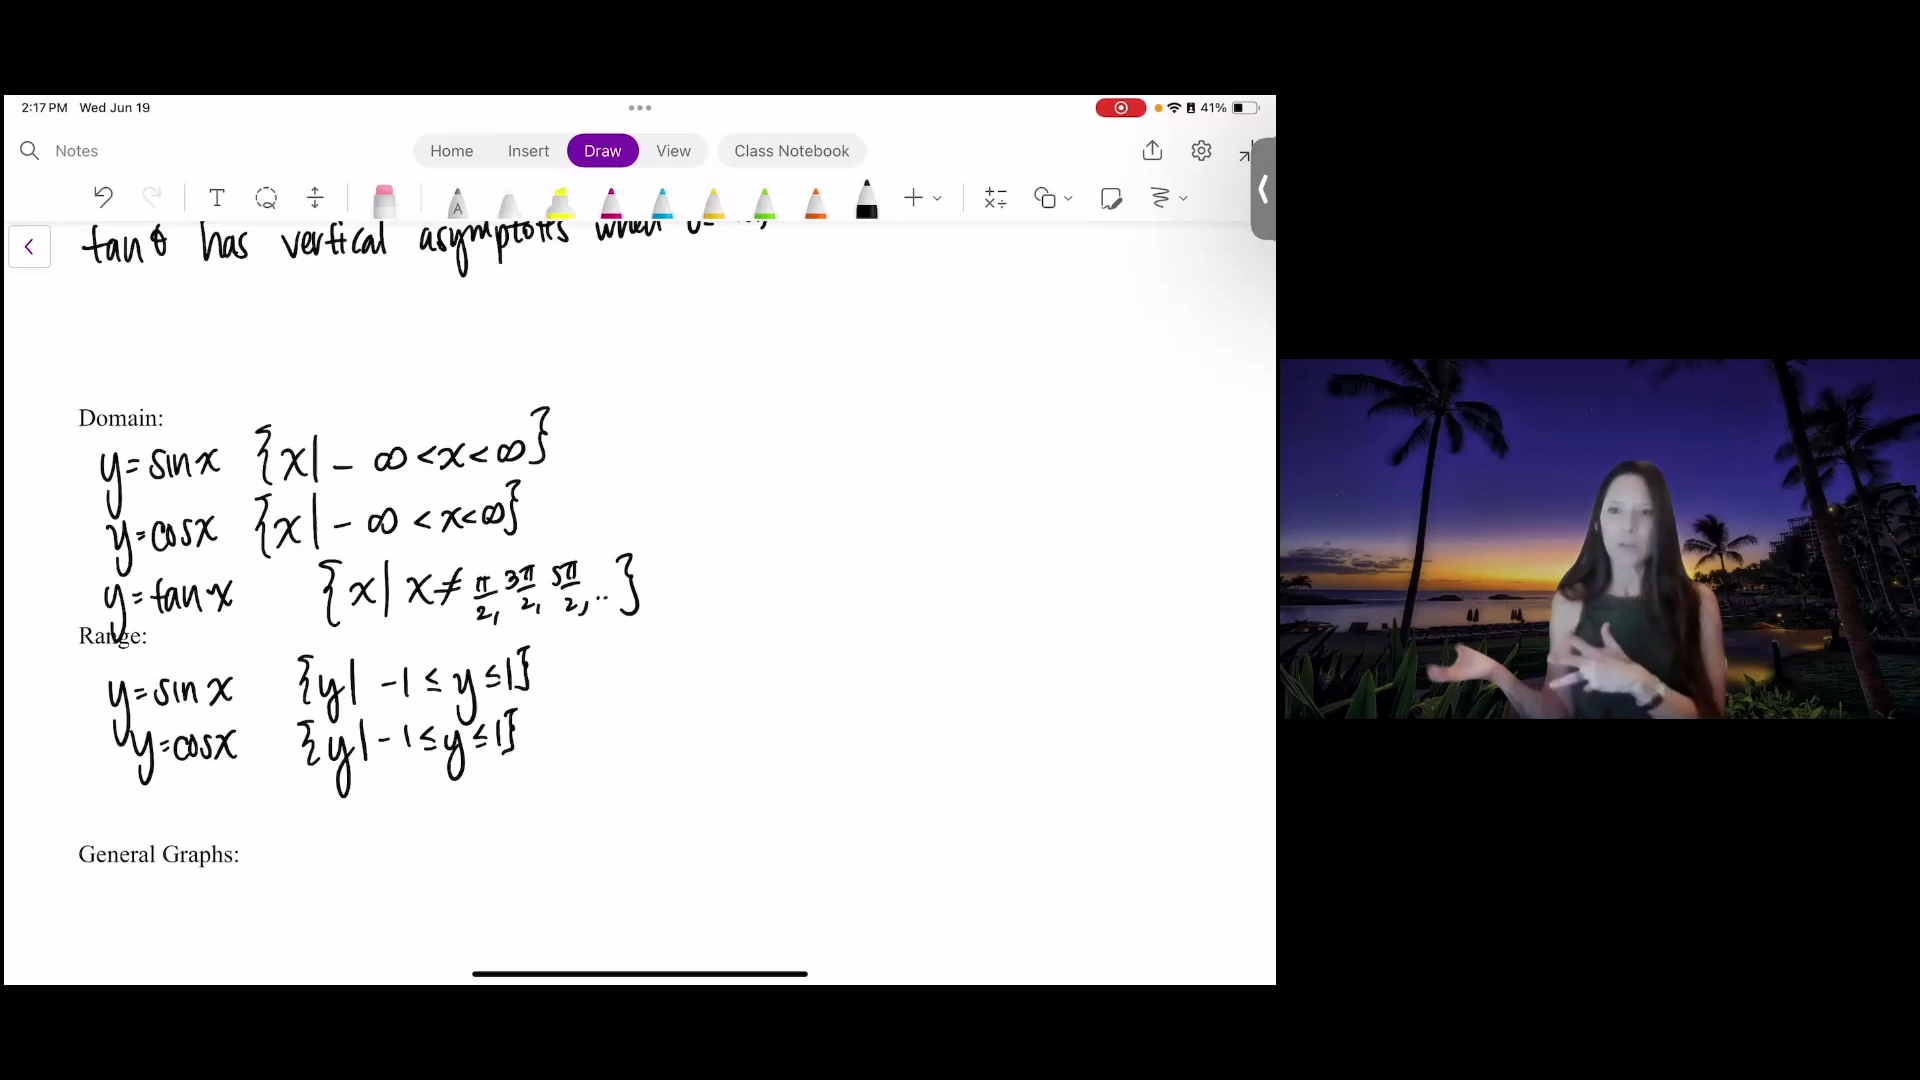 2:17 PM Wed Jun 19
41%
Notes
Home Insert Draw View Class Notebook
tan θ has vertical asymptotes when
Domain:
y = sin x {x| - ∞ < x < ∞}
y = cos x {x| - ∞ < x < ∞}
y = tan x {x| x ≠ π/2, 3π/2, 5π/2, ..}
Range:
y = sin x {y| -1 ≤ y ≤ 1}
y = cos x {y| -1 ≤ y ≤ 1}
General Graphs: